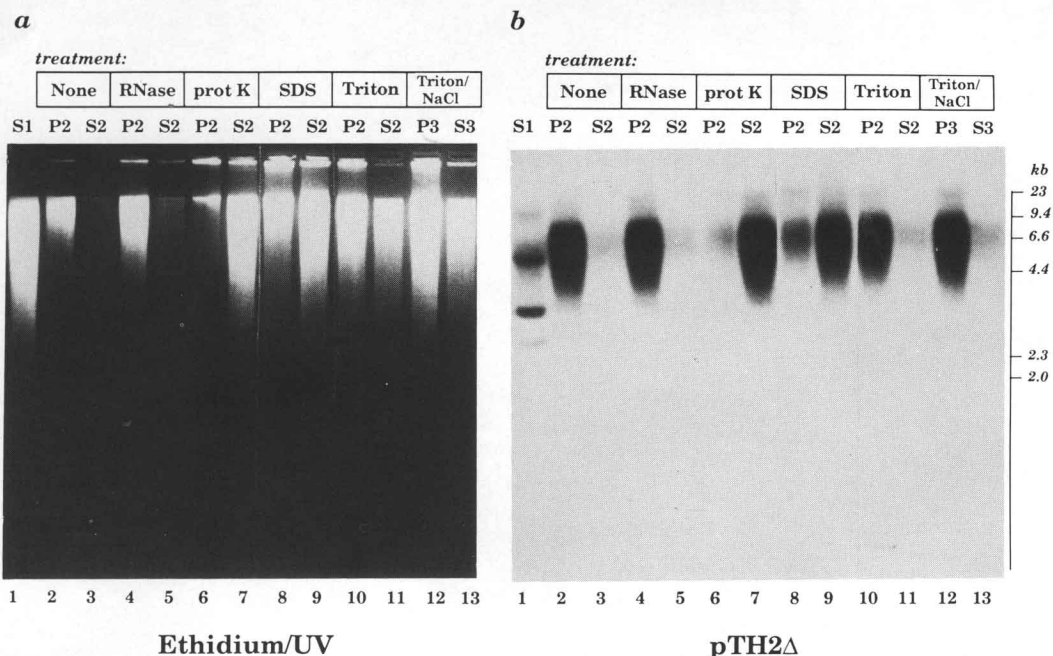 a
treatment:
None RNase prot K SDS Triton Triton/ NaCl
S1 P2 S2 P2 S2 P2 S2 P2 S2 P2 S2 P3 S3
1 2 3 4 5 6 7 8 9 10 11 12 13
Ethidium/UV
b
treatment:
None RNase prot K SDS Triton Triton/ NaCl
S1 P2 S2 P2 S2 P2 S2 P2 S2 P2 S2 P3 S3
kb
23
9.4
6.6
4.4
2.3
2.0
1 2 3 4 5 6 7 8 9 10 11 12 13
pTH2Δ